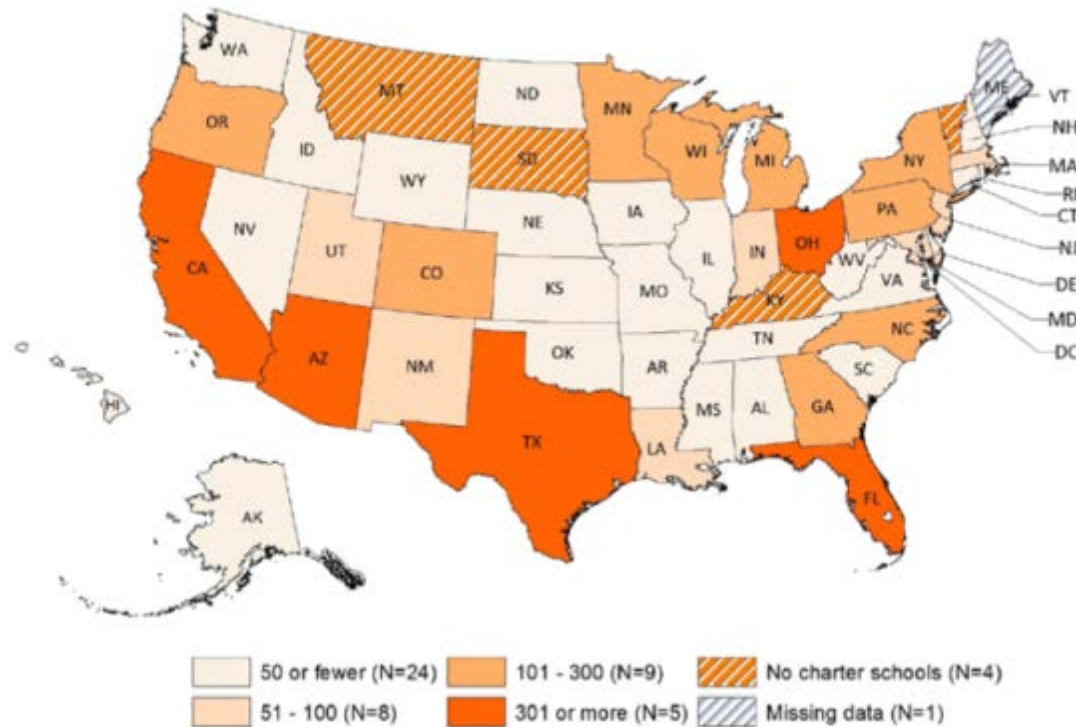 WA
MT
ND
MN
ME
VT
NH
MA
RI
CT
NJ
DE
MD
DC
OR
ID
SD
WI
MI
NY
WY
NV
UT
CO
NE
IA
IL
IN
OH
PA
WV
VA
CA
KS
MO
KY
AZ
NM
OK
AR
TN
NC
SC
TX
LA
MS
AL
GA
HI
FL
AK
50 or fewer (N=24)
101 - 300 (N=9)
No charter schools (N=4)
51 - 100 (N=8)
301 or more (N=5)
Missing data (N=1)